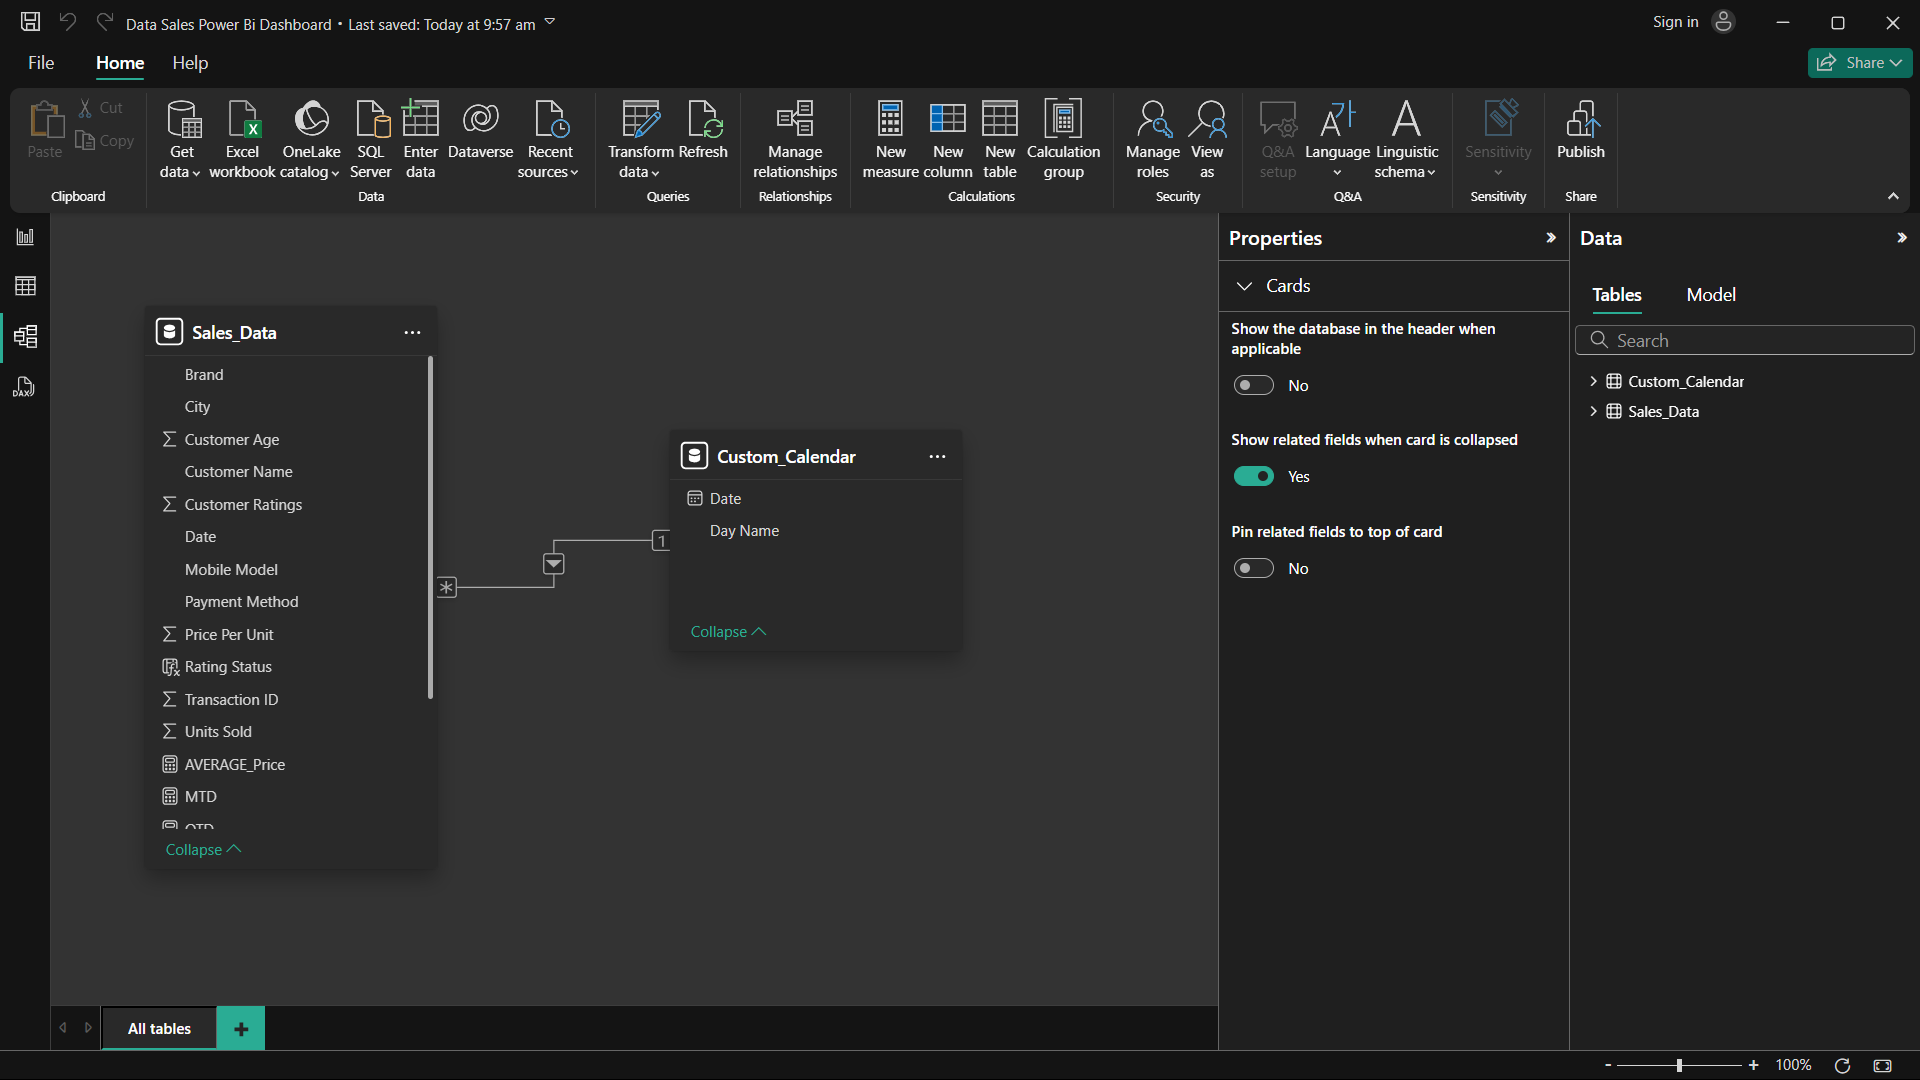 Data Sales Power Bi Dashboard • Last saved: Today at 9:57 am
Sign in
File
Home
Help
Share
Paste
Cut
Copy
Clipboard
Get data
Excel workbook
OneLake catalog
SQL Server
Enter data
Dataverse
Recent sources
Data
Transform data
Refresh
Queries
Manage relationships
Relationships
New measure
New column
New table
Calculation group
Calculations
Manage roles
View as
Security
Q&A setup
Language
Linguistic schema
Q&A
Sensitivity
Sensitivity
Publish
Share
DAX
Sales_Data
Brand
City
Customer Age
Customer Name
Customer Ratings
Date
Mobile Model
Payment Method
Price Per Unit
Rating Status
Transaction ID
Units Sold
AVERAGE_Price
MTD
QTD
Collapse
*
1
Custom_Calendar
Date
Day Name
Collapse
Properties
Cards
Show the database in the header when
applicable
No
Show related fields when card is collapsed
Yes
Pin related fields to top of card
No
Data
Tables
Model
Search
Custom_Calendar
Sales_Data
All tables
+
- + 100%